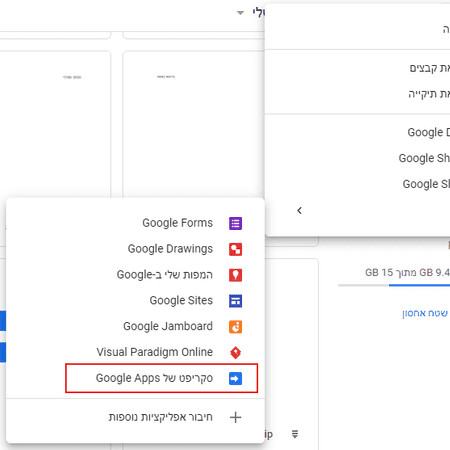 שלי
ה
את קבצים
את תיקייה
Google D
Google Sh
Google Sl
Google Forms
Google Drawings
המפות שלי ב-Google
Google Sites
Google Jamboard
Visual Paradigm Online
סקריפט של Google Apps
חיבור אפליקציות נוספות
9.4 GB מתוך 15 GB
שטח אחסון
ip